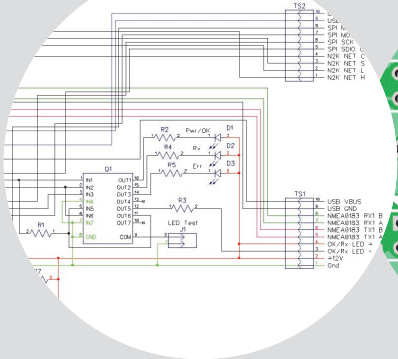 TS2
SPI SCK
SPI SDIO
N2K NET
N2K NET S
N2K NET L
N2K NET H
R2 Pwr/OK D1
R4 Rx D2
R5 Err D3
Q1
IN1 OUT1
IN2 OUT2
IN3 OUT3
IN4 OUT4
IN5 OUT5
IN6 OUT6
IN7 OUT7
GND COM
R1
R3
LED Test
J1
TS1
USB VBUS
USB GND
NMEA0183 RX1 B
NMEA0183 RX1 A
NMEA0183 TX1 B
NMEA0183 TX1 A
OK/Rx LED +
OK/Rx LED -
+12V
Gnd